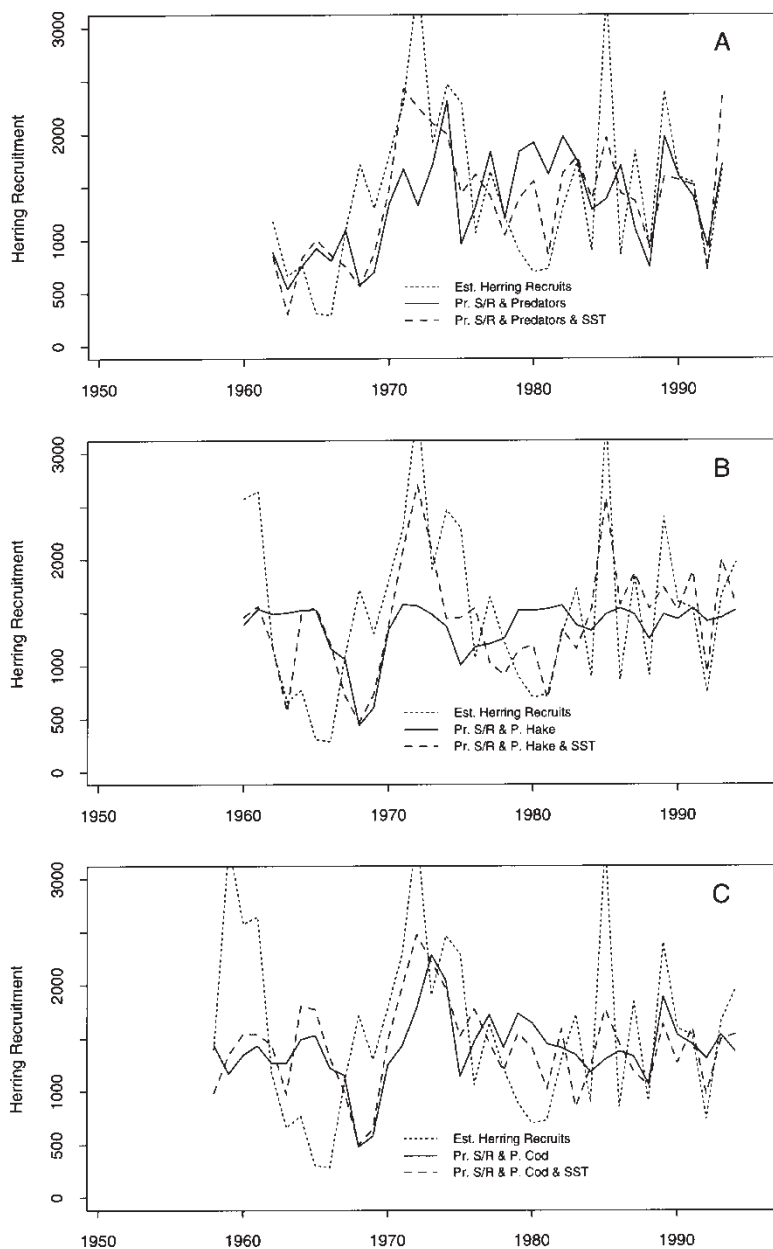 A
Herring Recruitment
3000
2000
1000
500
0
Est. Herring Recruits
Pr. S/R & Predators
Pr. S/R & Predators & SST
1950 1960 1970 1980 1990
B
Herring Recruitment
3000
2000
1000
500
0
Est. Herring Recruits
Pr. S/R & P. Hake
Pr. S/R & P. Hake & SST
1950 1960 1970 1980 1990
C
Herring Recruitment
3000
2000
1000
500
0
Est. Herring Recruits
Pr. S/R & P. Cod
Pr. S/R & P. Cod & SST
1950 1960 1970 1980 1990